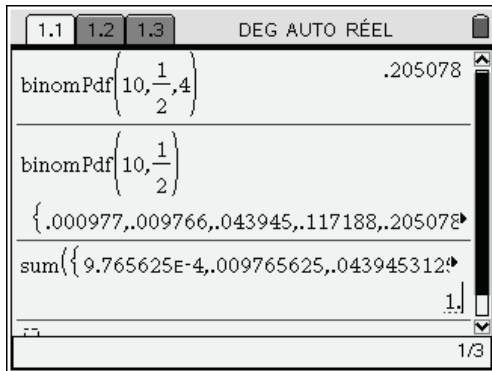 1.1 1.2 1.3 DEG AUTO RÉEL
binomPdf(10,1/2,4) .205078
binomPdf(10,1/2)
{.000977,.009766,.043945,.117188,.205078▸
sum({9.765625E-4,.009765625,.043945312▸
1.
1/3